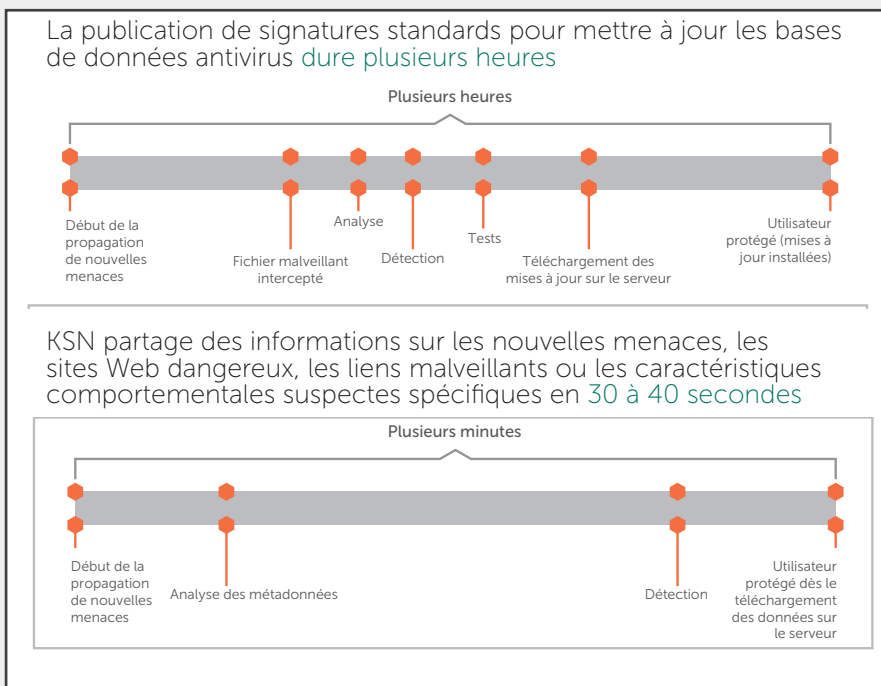 La publication de signatures standards pour mettre à jour les bases
de données antivirus dure plusieurs heures
Plusieurs heures
Début de la
propagation
de nouvelles
menaces
Fichier malveillant
intercepté
Analyse
Détection
Tests
Téléchargement des
mises à jour sur le serveur
Utilisateur
protégé (mises à
jour installées)
KSN partage des informations sur les nouvelles menaces, les
sites Web dangereux, les liens malveillants ou les caractéristiques
comportementales suspectes spécifiques en 30 à 40 secondes
Plusieurs minutes
Début de la
propagation
de nouvelles
menaces
Analyse des métadonnées
Détection
Utilisateur
protégé dès le
téléchargement
des données sur
le serveur